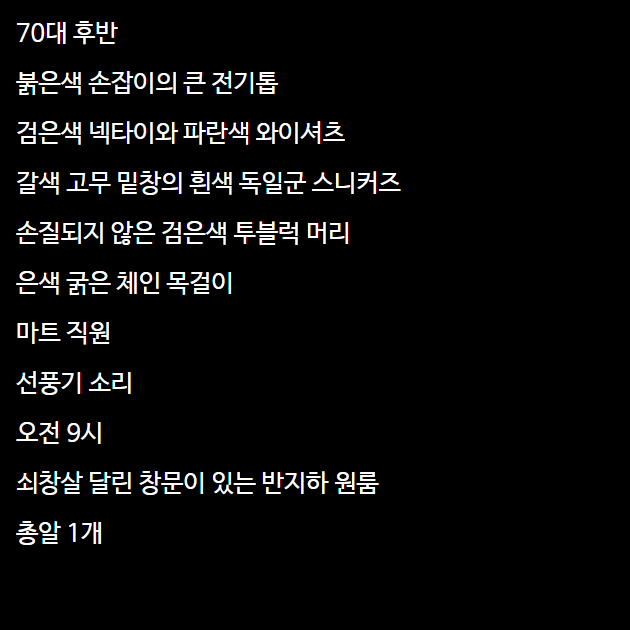 70대 후반
붉은색 손잡이의 큰 전기톱
검은색 넥타이와 파란색 와이셔츠
갈색 고무 밑창의 흰색 독일군 스니커즈
손질되지 않은 검은색 투블럭 머리
은색 굵은 체인 목걸이
마트 직원
선풍기 소리
오전 9시
쇠창살 달린 창문이 있는 반지하 원룸
총알 1개